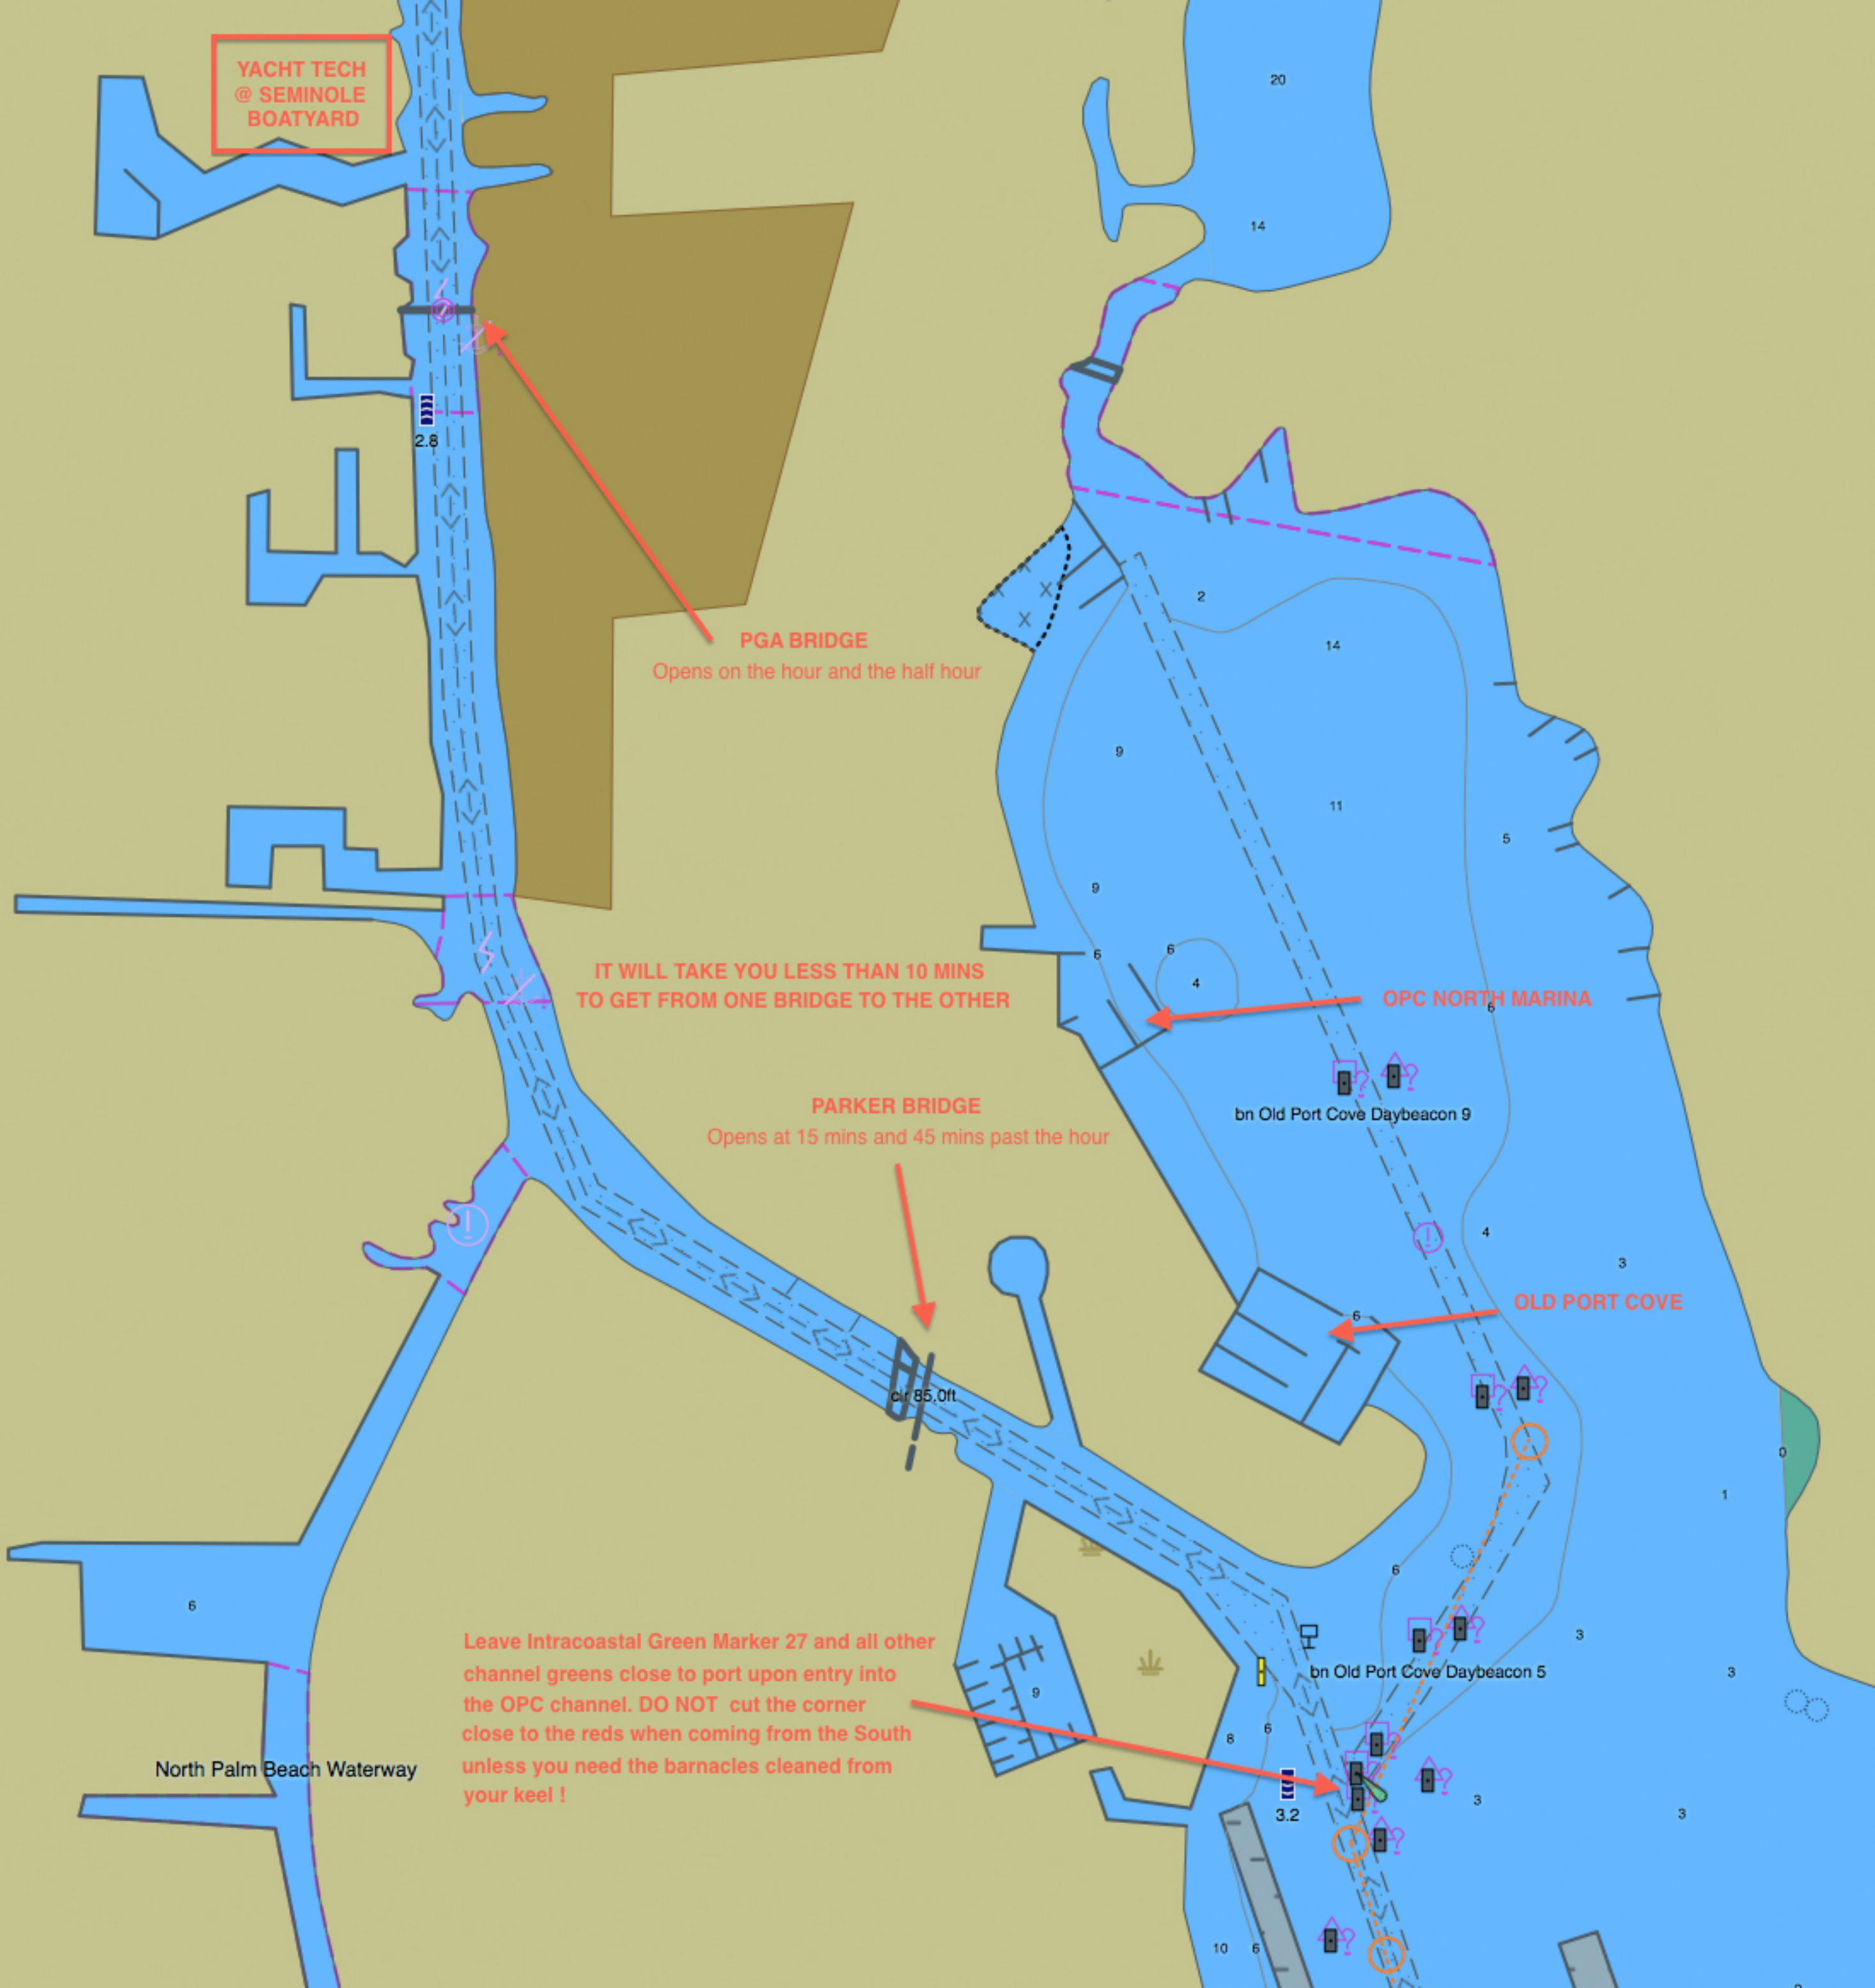 YACHT TECH
@ SEMINOLE
BOATYARD
20
14
2.8
2
PGA BRIDGE
Opens on the hour and the half hour
14
9
11
5
9
6
6
4
IT WILL TAKE YOU LESS THAN 10 MINS
TO GET FROM ONE BRIDGE TO THE OTHER
OPC NORTH MARINA
6
bn Old Port Cove Daybeacon 9
PARKER BRIDGE
Opens at 15 mins and 45 mins past the hour
4
3
OLD PORT COVE
6
clr 85.0ft
0
1
6
6
3
Leave Intracoastal Green Marker 27 and all other
channel greens close to port upon entry into
the OPC channel. DO NOT cut the corner
close to the reds when coming from the South
unless you need the barnacles cleaned from
your keel !
bn Old Port Cove Daybeacon 5
3
9
6
8
North Palm Beach Waterway
3.2
3
3
10
6